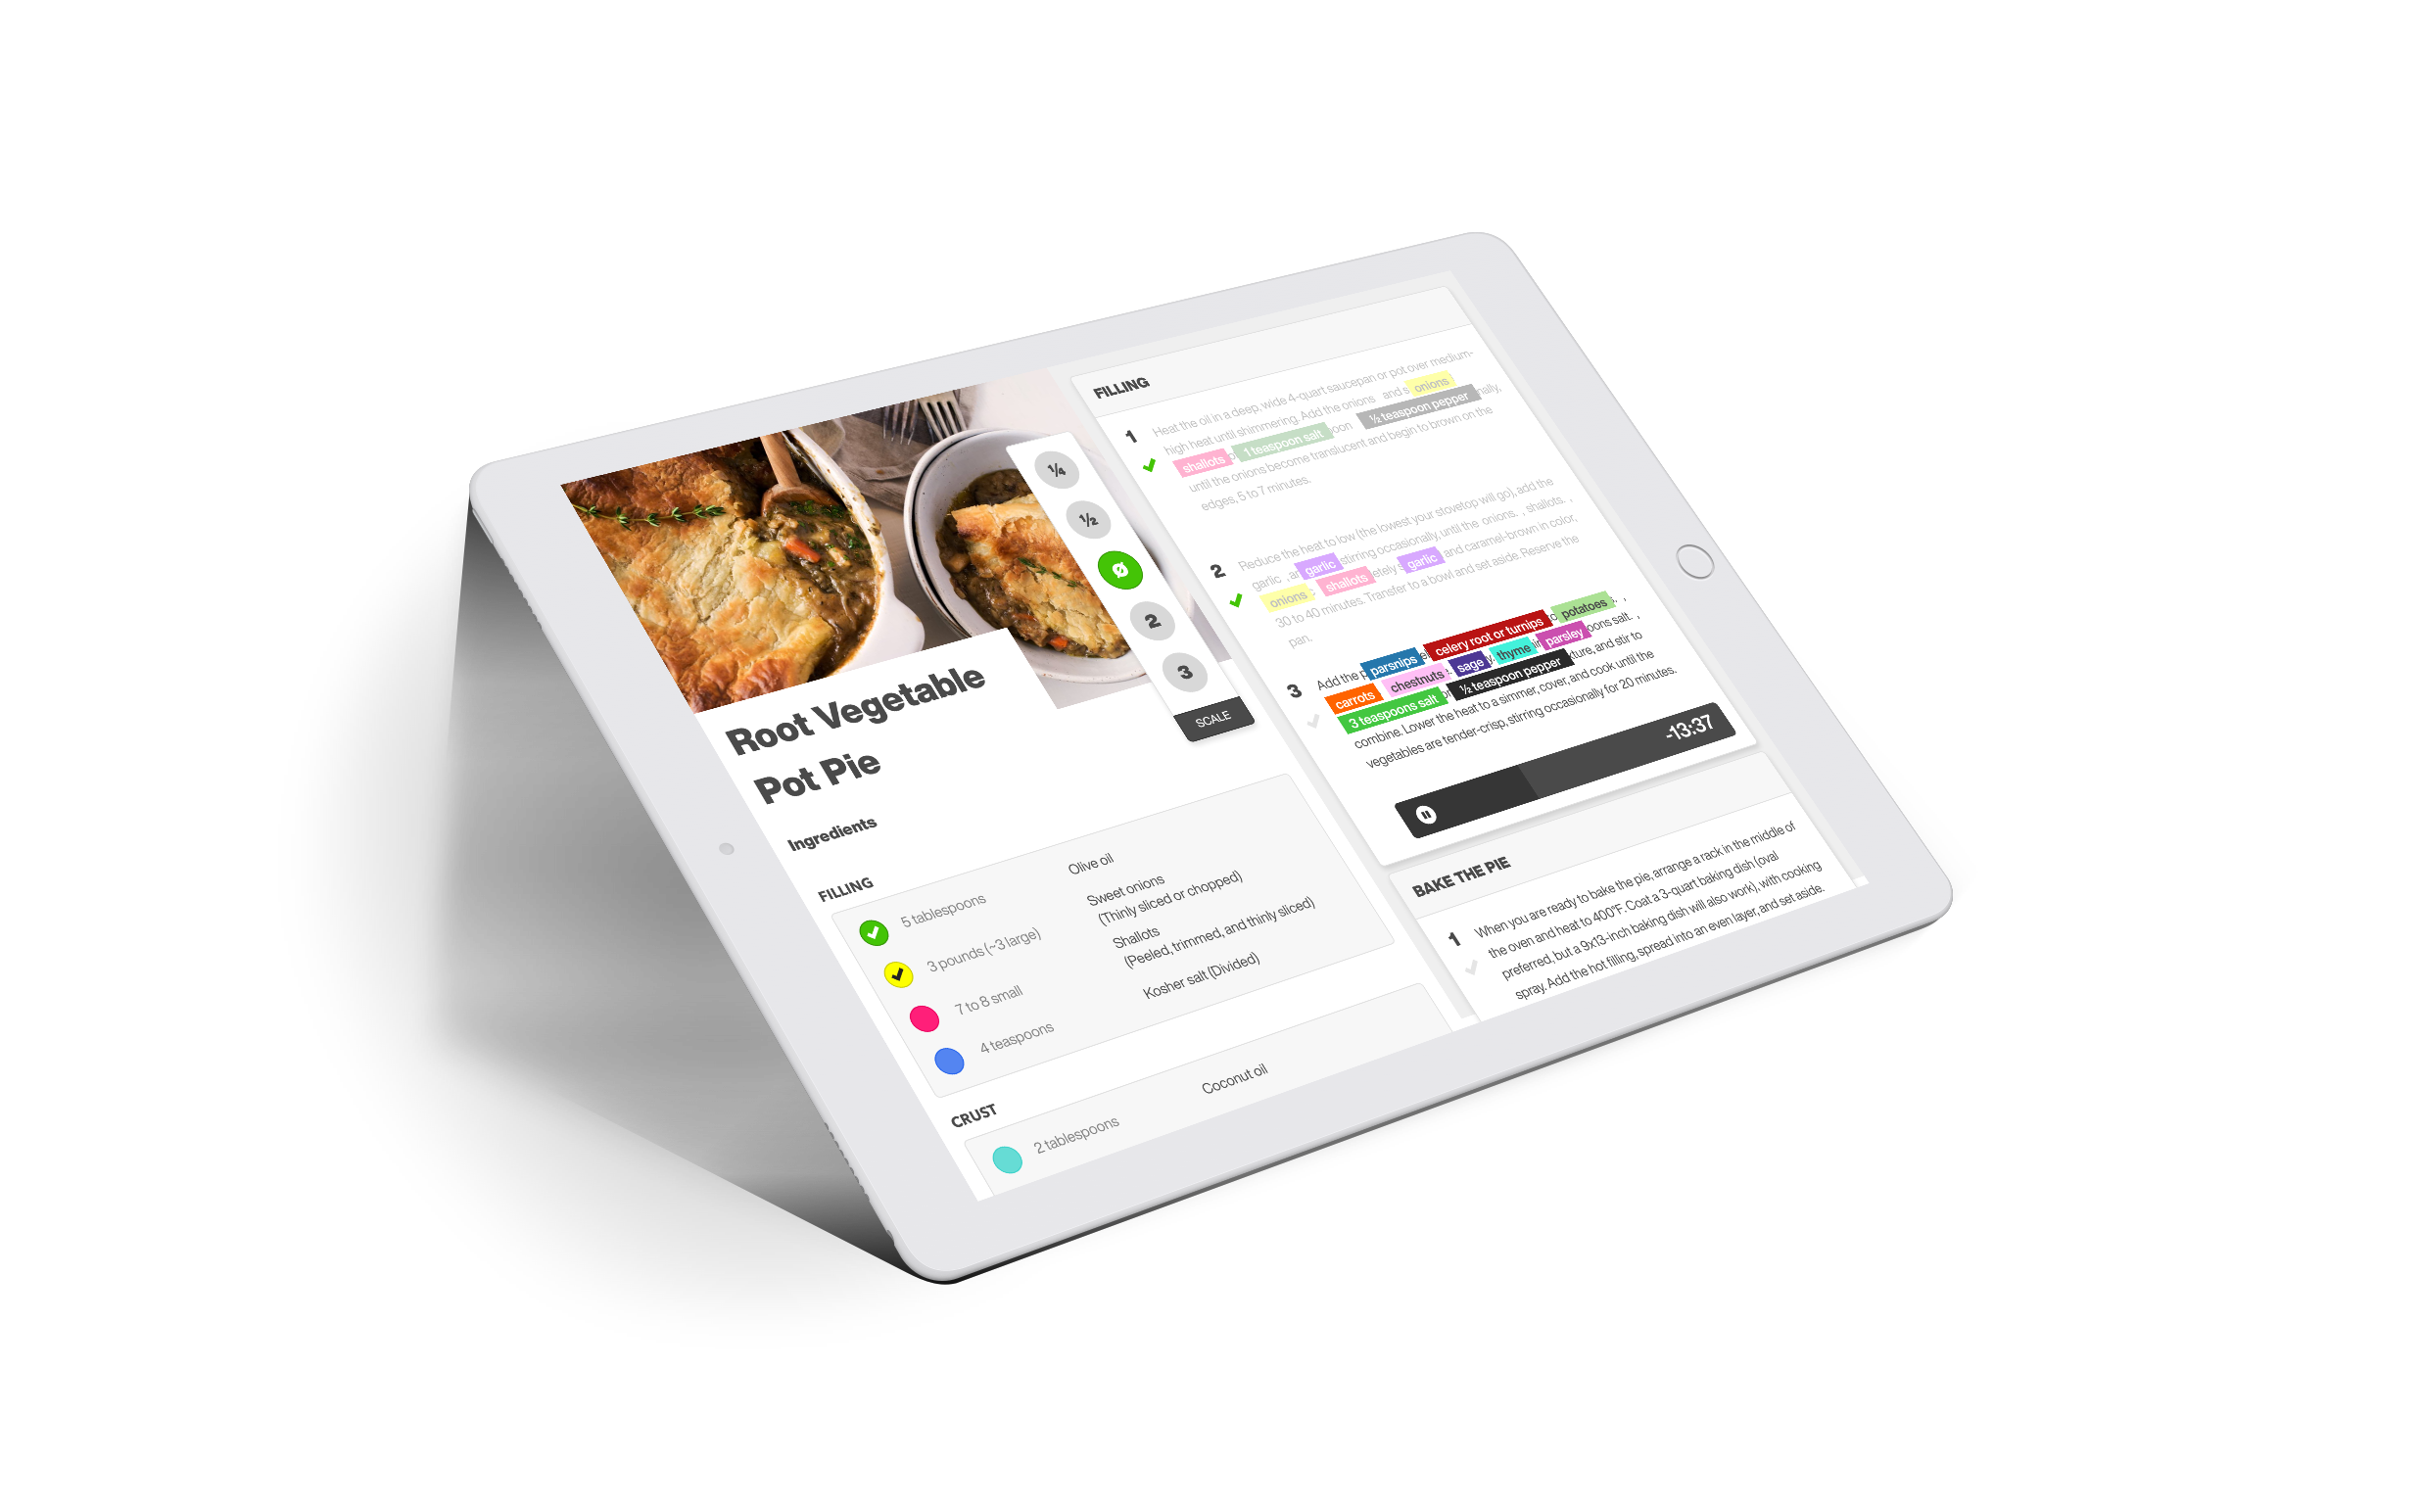 Root Vegetable
Pot Pie
Ingredients
FILLING
5 tablespoons Olive oil
3 pounds (~3 large) Sweet onions
(Thinly sliced or chopped)
7 to 8 small Shallots
(Peeled, trimmed, and thinly sliced)
4 teaspoons Kosher salt (Divided)
CRUST
2 tablespoons Coconut oil
¼
½
Ø
2
3
SCALE
FILLING
1 Heat the oil in a deep, wide 4-quart saucepan or pot over medium-
high heat until shimmering. Add the onions and s onions
shallots 1 teaspoon salt oon ½ teaspoon pepper nally,
until the onions become translucent and begin to brown on the
edges, 5 to 7 minutes.
2 Reduce the heat to low (the lowest your stovetop will go), add the
garlic , garlic stirring occasionally, until the onions. , shallots. ,
onions shallots etely garlic and caramel-brown in color,
30 to 40 minutes. Transfer to a bowl and set aside. Reserve the
pan.
3 Add the parsnips celery root or turnips potatoes
carrots chestnuts sage thyme parsley oons salt. ,
3 teaspoons salt ½ teaspoon pepper ture, and stir to
combine. Lower the heat to a simmer, cover, and cook until the
vegetables are tender-crisp, stirring occasionally for 20 minutes.
-13:37
BAKE THE PIE
1 When you are ready to bake the pie, arrange a rack in the middle of
the oven and heat to 400°F. Coat a 3-quart baking dish (oval
preferred, but a 9x13-inch baking dish will also work), with cooking
spray. Add the hot filling, spread into an even layer, and set aside.